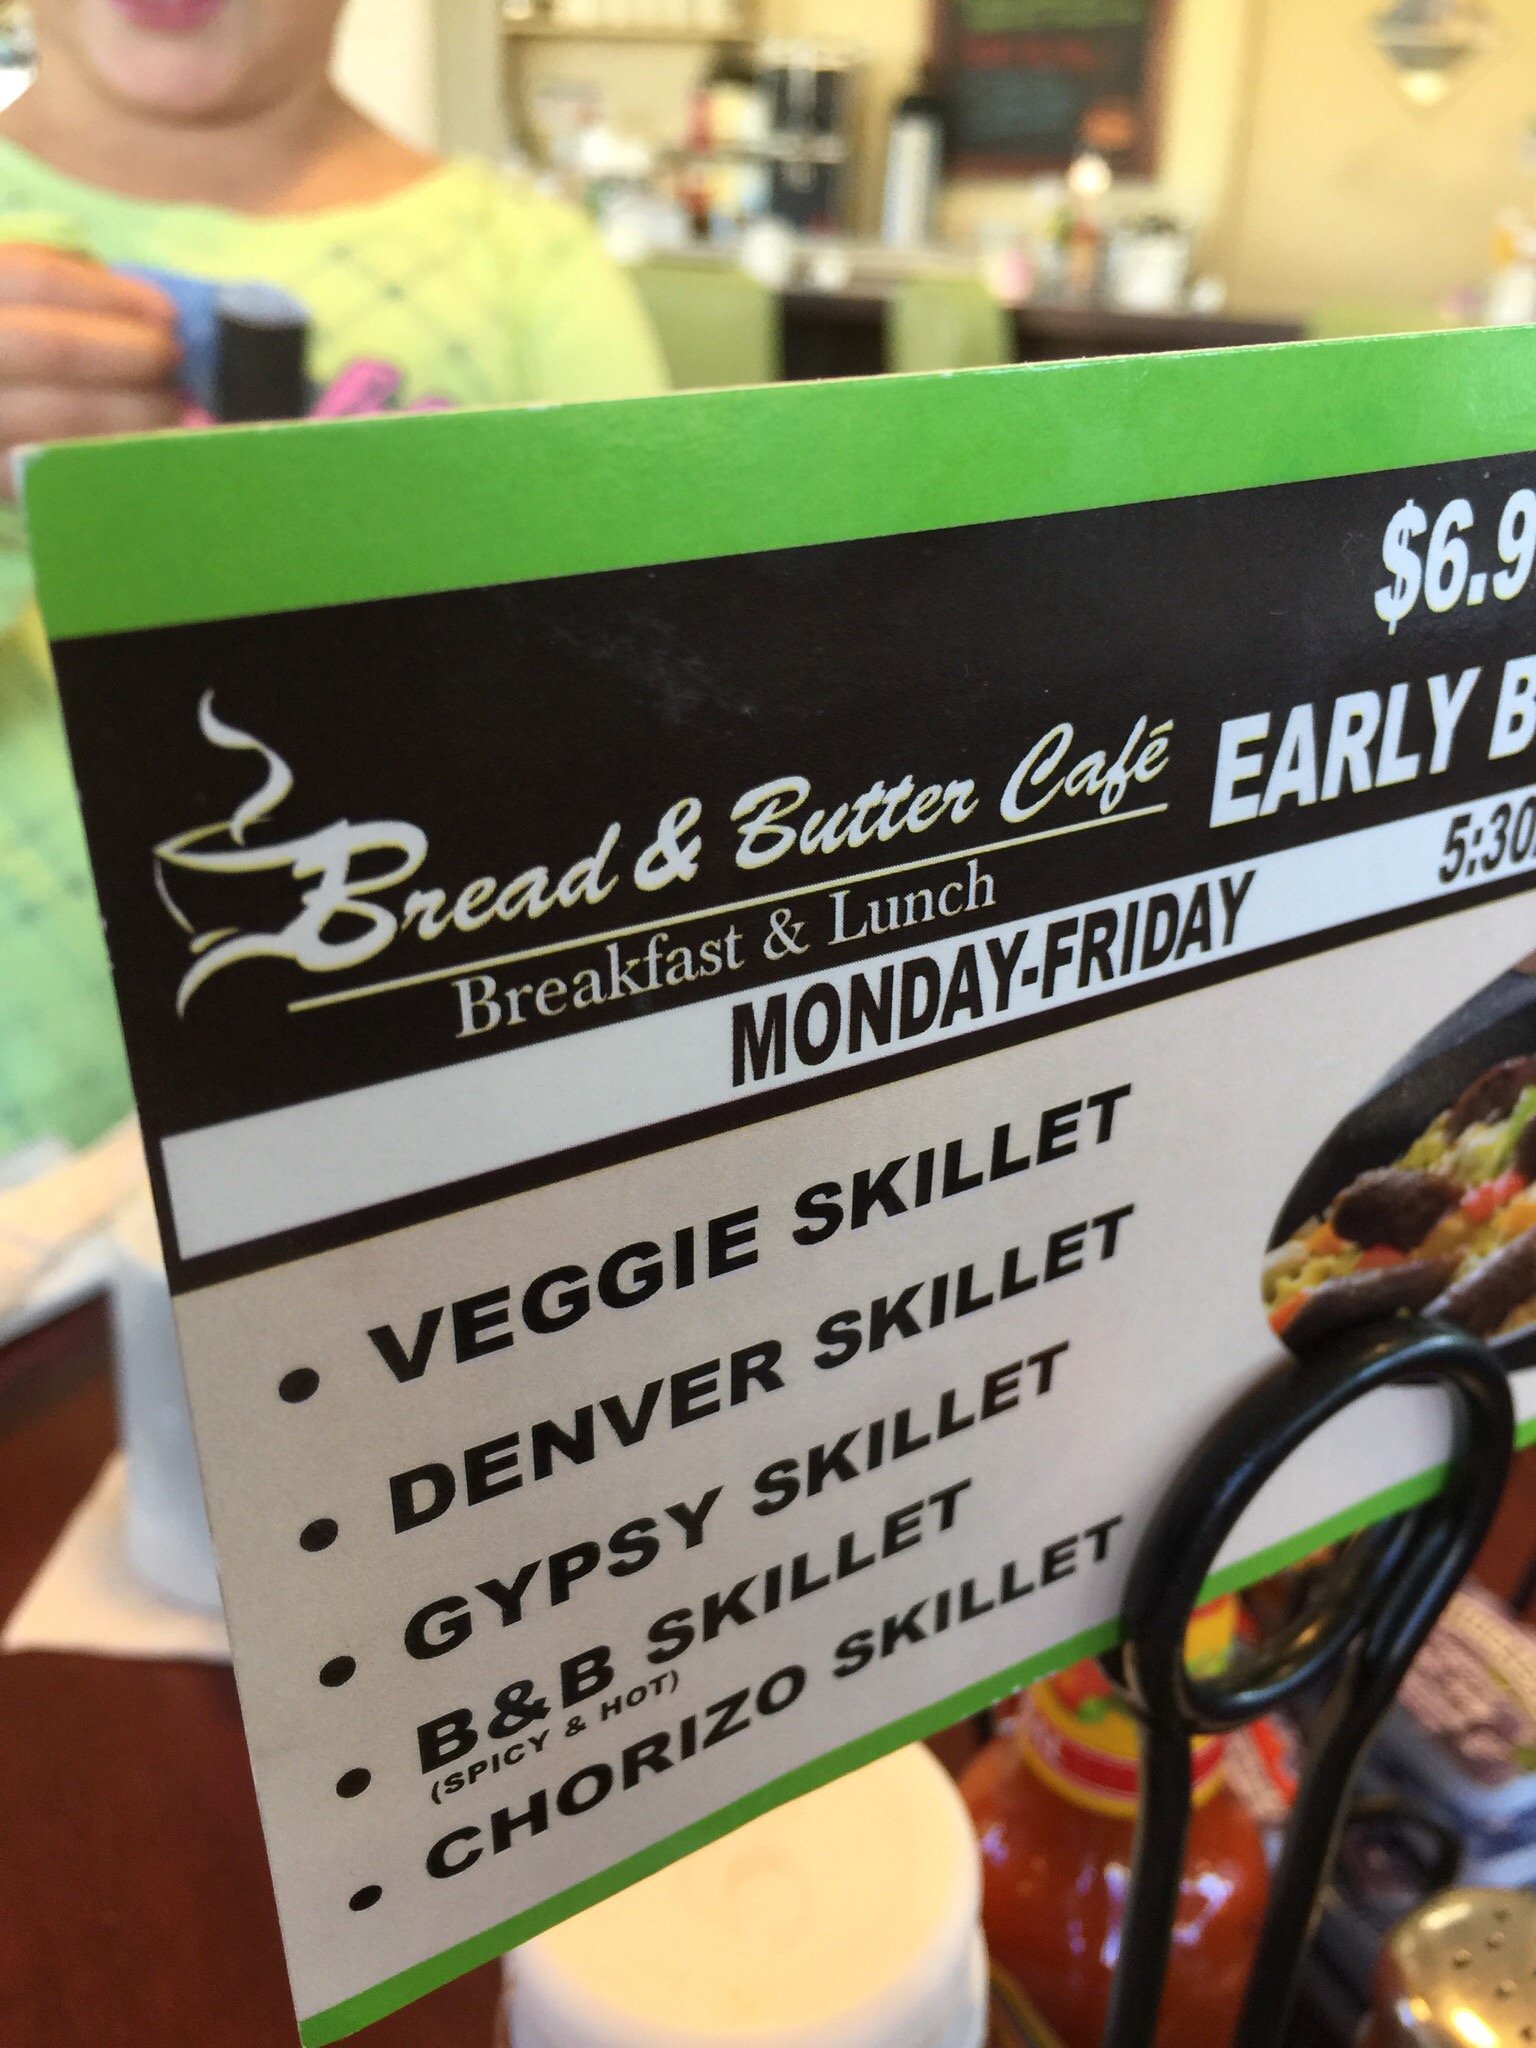 $6.9
EARLY B
Bread & Butter Café
Breakfast & Lunch
MONDAY-FRIDAY 5:30
• VEGGIE SKILLET
• DENVER SKILLET
• GYPSY SKILLET
• B&B SKILLET
(SPICY & HOT)
• CHORIZO SKILLET